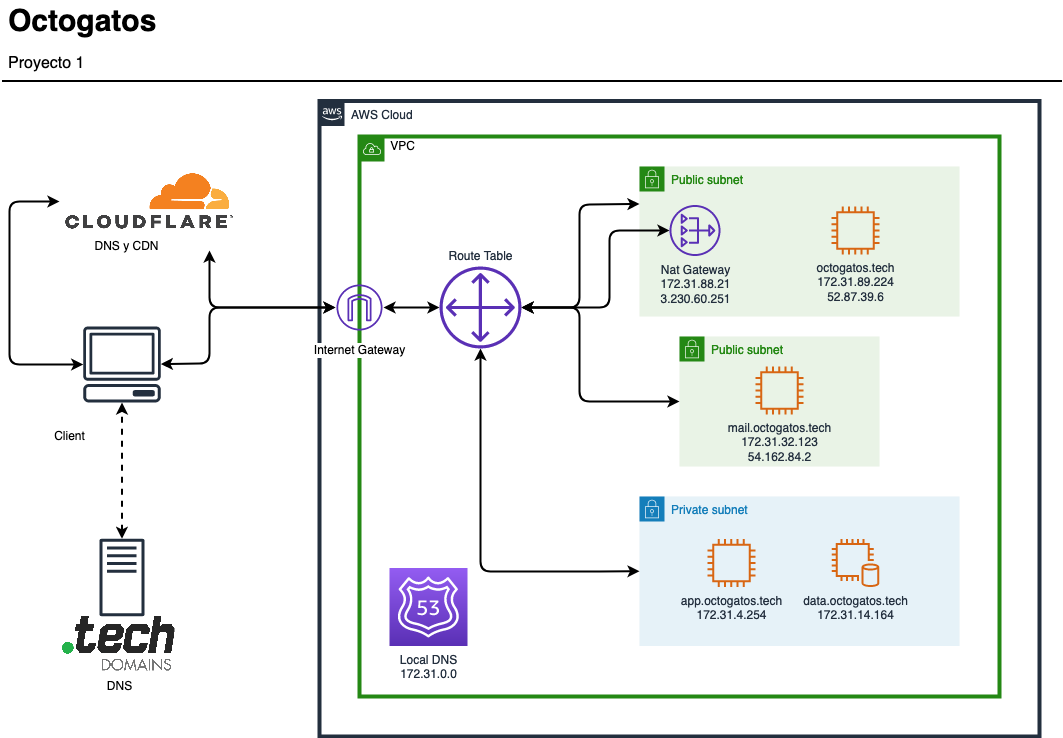 Octogatos
Proyecto 1
aws
AWS Cloud
VPC
CLOUDFLARE
DNS y CDN
Client
.tech
DOMAINS
DNS
Internet Gateway
Route Table
Public subnet
Nat Gateway
172.31.88.21
3.230.60.251
octogatos.tech
172.31.89.224
52.87.39.6
Public subnet
mail.octogatos.tech
172.31.32.123
54.162.84.2
Private subnet
app.octogatos.tech
172.31.4.254
data.octogatos.tech
172.31.14.164
53
Local DNS
172.31.0.0